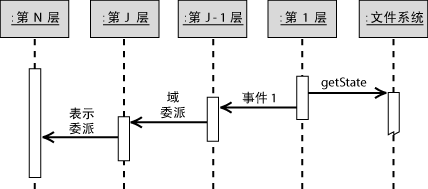 :第 N 层
:第 J 层
:第 J-1 层
:第 1 层
:文件系统
getState
事件 1
域
委派
表示
委派